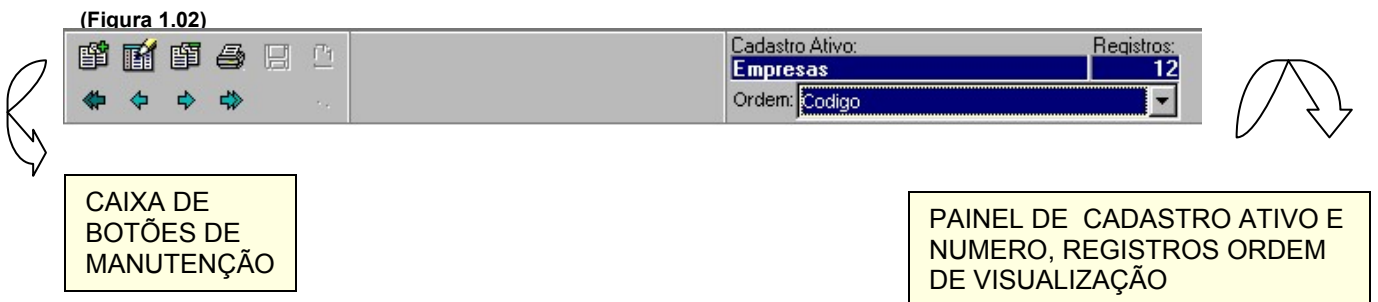 (Figura 1.02)
Cadastro Ativo: Registros:
Empresas 12
Ordem: Codigo
CAIXA DE
BOTÕES DE
MANUTENÇÃO
PAINEL DE CADASTRO ATIVO E
NUMERO, REGISTROS ORDEM
DE VISUALIZAÇÃO